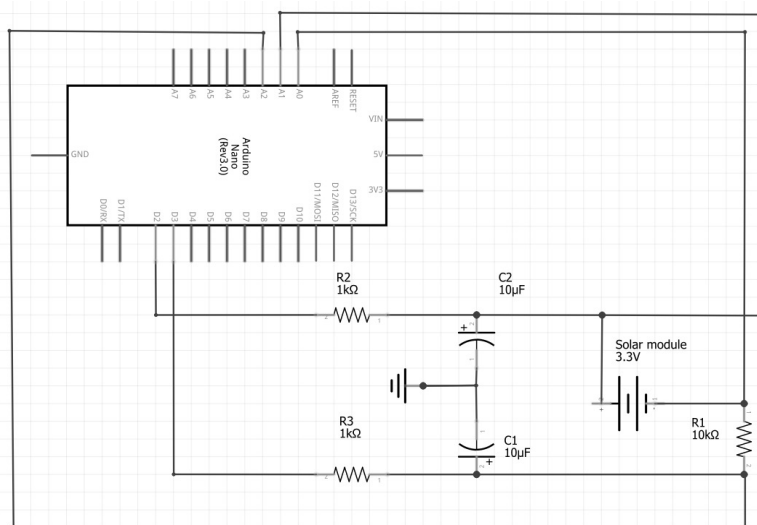 A7
A6
A5
A4
A3
A2
A1
A0
AREF
RESET
VIN
GND
Arduino
Nano
(Rev3.0)
5V
3V3
D0/RX
D1/TX
D2
D3
D4
D5
D6
D7
D8
D9
D10
D11/MOSI
D12/MISO
D13/SCK
R2
1kΩ
C2
10µF
+
Solar module
3.3V
R3
1kΩ
C1
10µF
+
R1
10kΩ